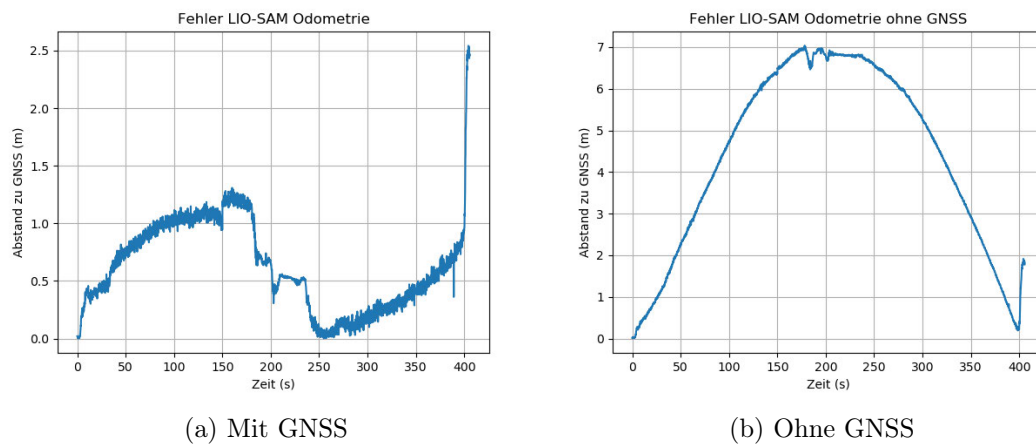 Fehler LIO-SAM Odometrie
2.5
2.0
1.5
1.0
0.5
0.0
Abstand zu GNSS (m)
0 50 100 150 200 250 300 350 400
Zeit (s)
(a) Mit GNSS
Fehler LIO-SAM Odometrie ohne GNSS
7
6
5
4
3
2
1
0
Abstand zu GNSS (m)
0 50 100 150 200 250 300 350 400
Zeit (s)
(b) Ohne GNSS